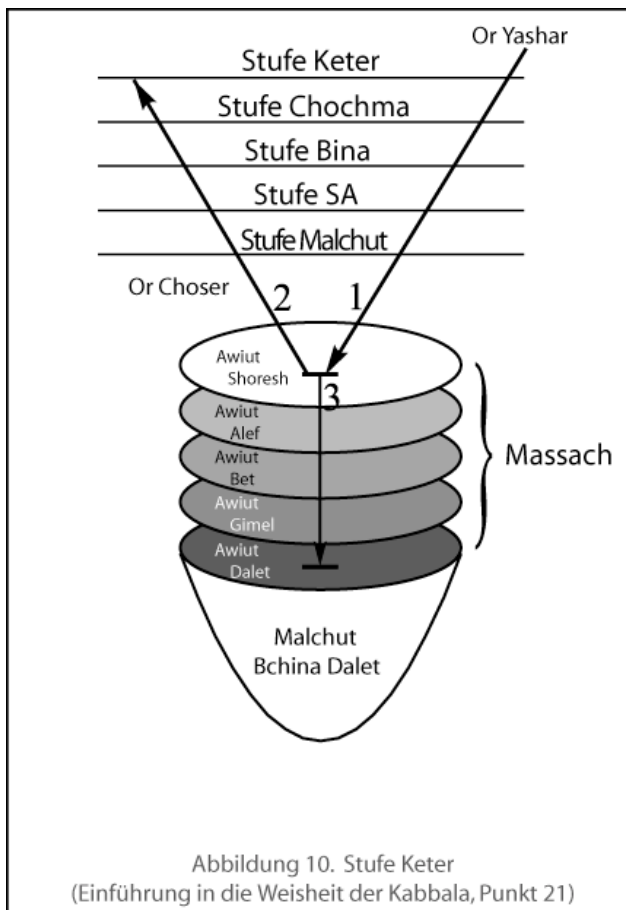 Or Yashar
Stufe Keter
Stufe Chochma
Stufe Bina
Stufe SA
Stufe Malchut
Or Choser
2
1
Awiut
Shoresh
3
Awiut
Alef
Awiut
Bet
Awiut
Gimel
Awiut
Dalet
Massach
Malchut
Bchina Dalet
Abbildung 10. Stufe Keter
(Einführung in die Weisheit der Kabbala, Punkt 21)